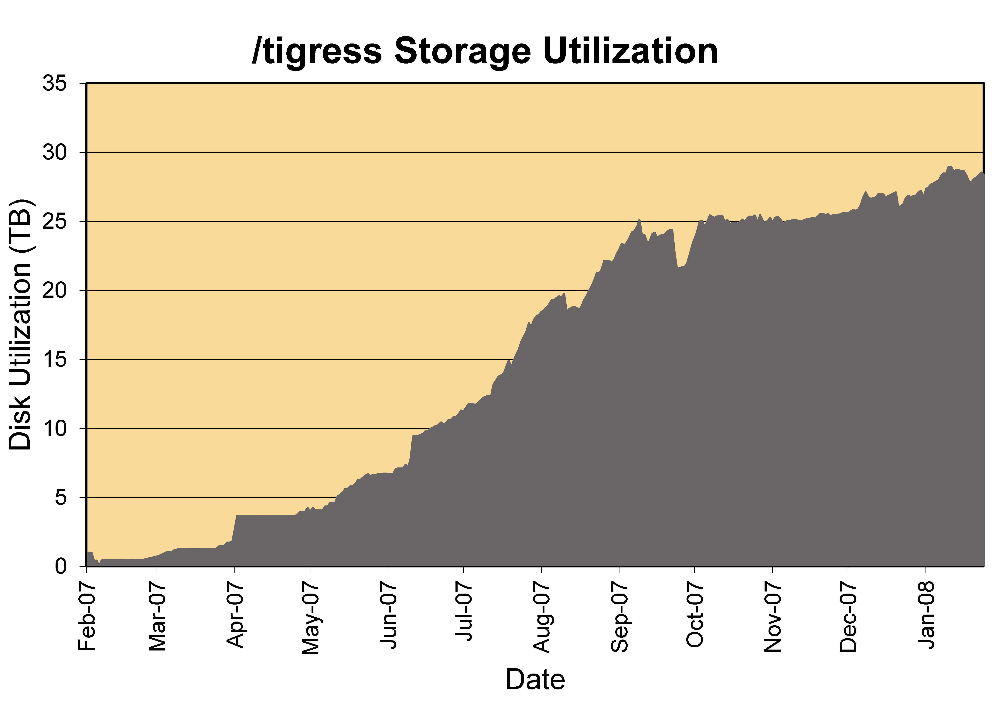 /tigress Storage Utilization
35
30
25
20
15
10
5
0
Disk Utilization (TB)
Feb-07
Mar-07
Apr-07
May-07
Jun-07
Jul-07
Aug-07
Sep-07
Oct-07
Nov-07
Dec-07
Jan-08
Date